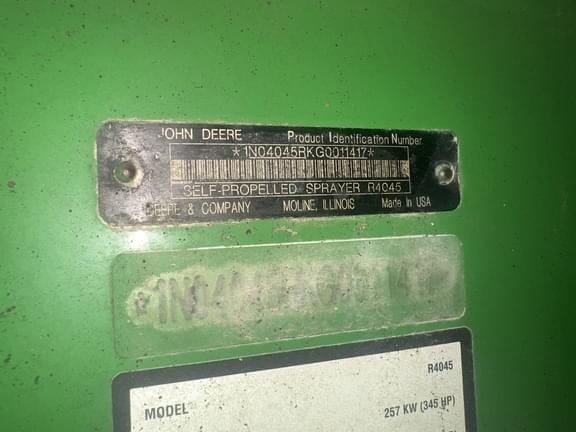 JOHN DEERE Product Identification Number
*1N04045RKG0011417*
SELF-PROPELLED SPRAYER R4045
DEERE & COMPANY MOLINE, ILLINOIS Made In USA
R4045
MODEL 257 KW (345 HP)